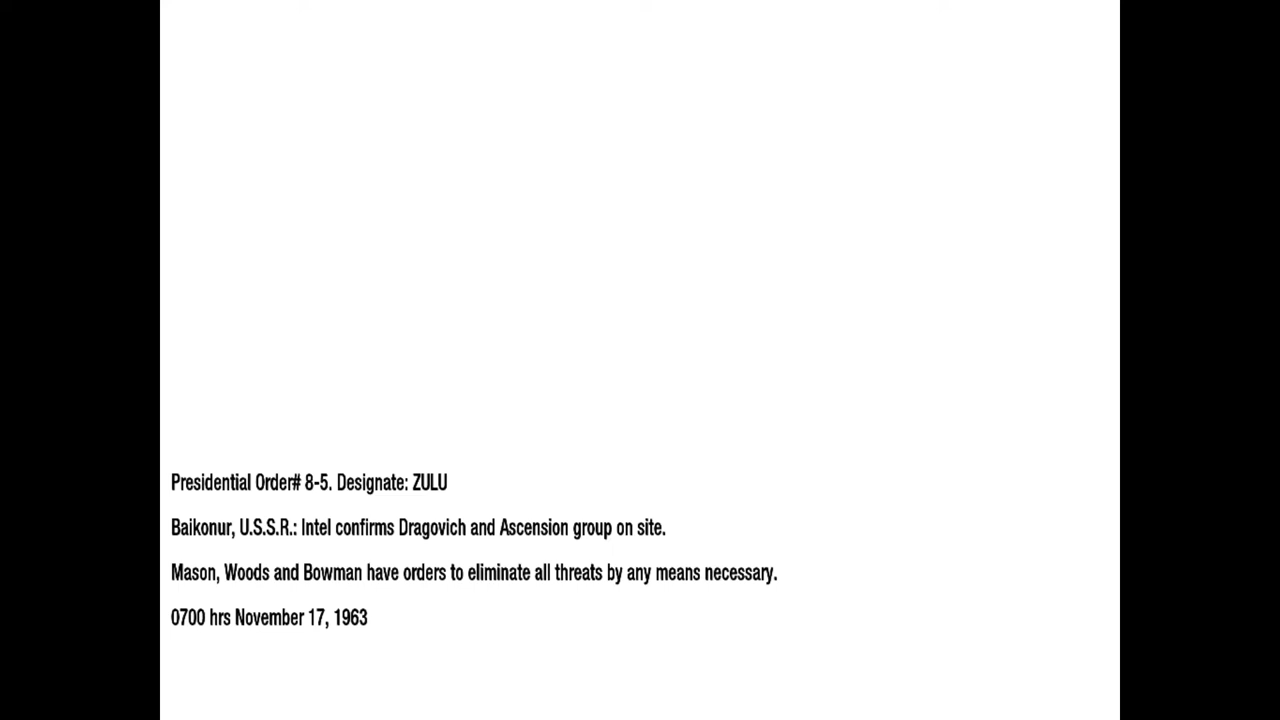 Presidential Order# 8-5. Designate: ZULU
Baikonur, U.S.S.R.: Intel confirms Dragovich and Ascension group on site.
Mason, Woods and Bowman have orders to eliminate all threats by any means necessary.
0700 hrs November 17, 1963